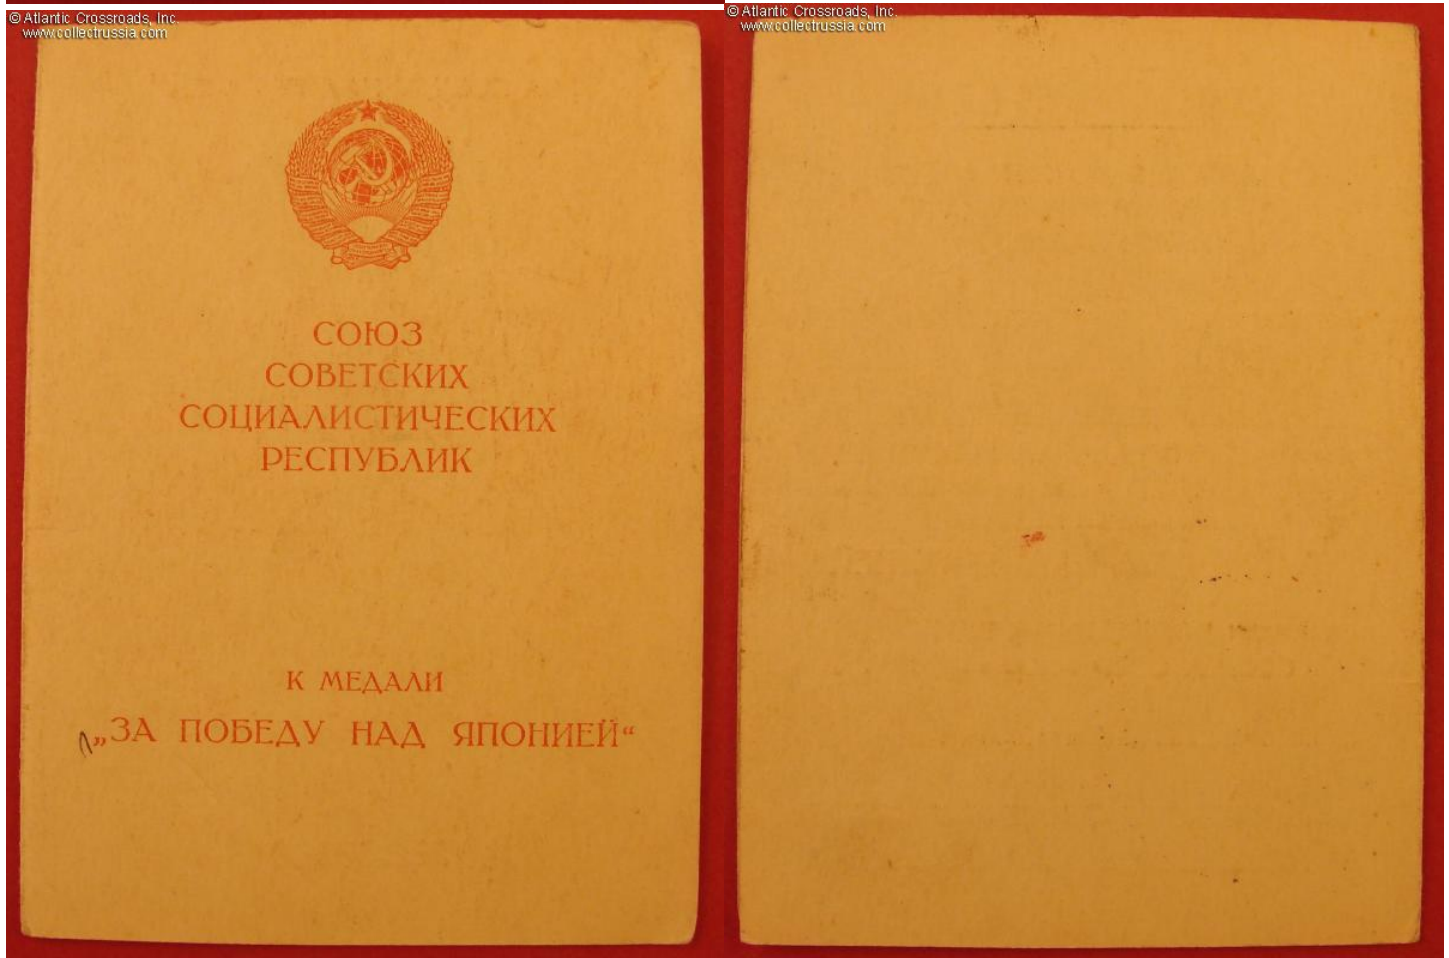 © Atlantic Crossroads, Inc.
www.collectrussia.com
СОЮЗ
СОВЕТСКИХ
СОЦИАЛИСТИЧЕСКИХ
РЕСПУБЛИК
К МЕДАЛИ
„ЗА ПОБЕДУ НАД ЯПОНИЕЙ“
© Atlantic Crossroads, Inc.
www.collectrussia.com